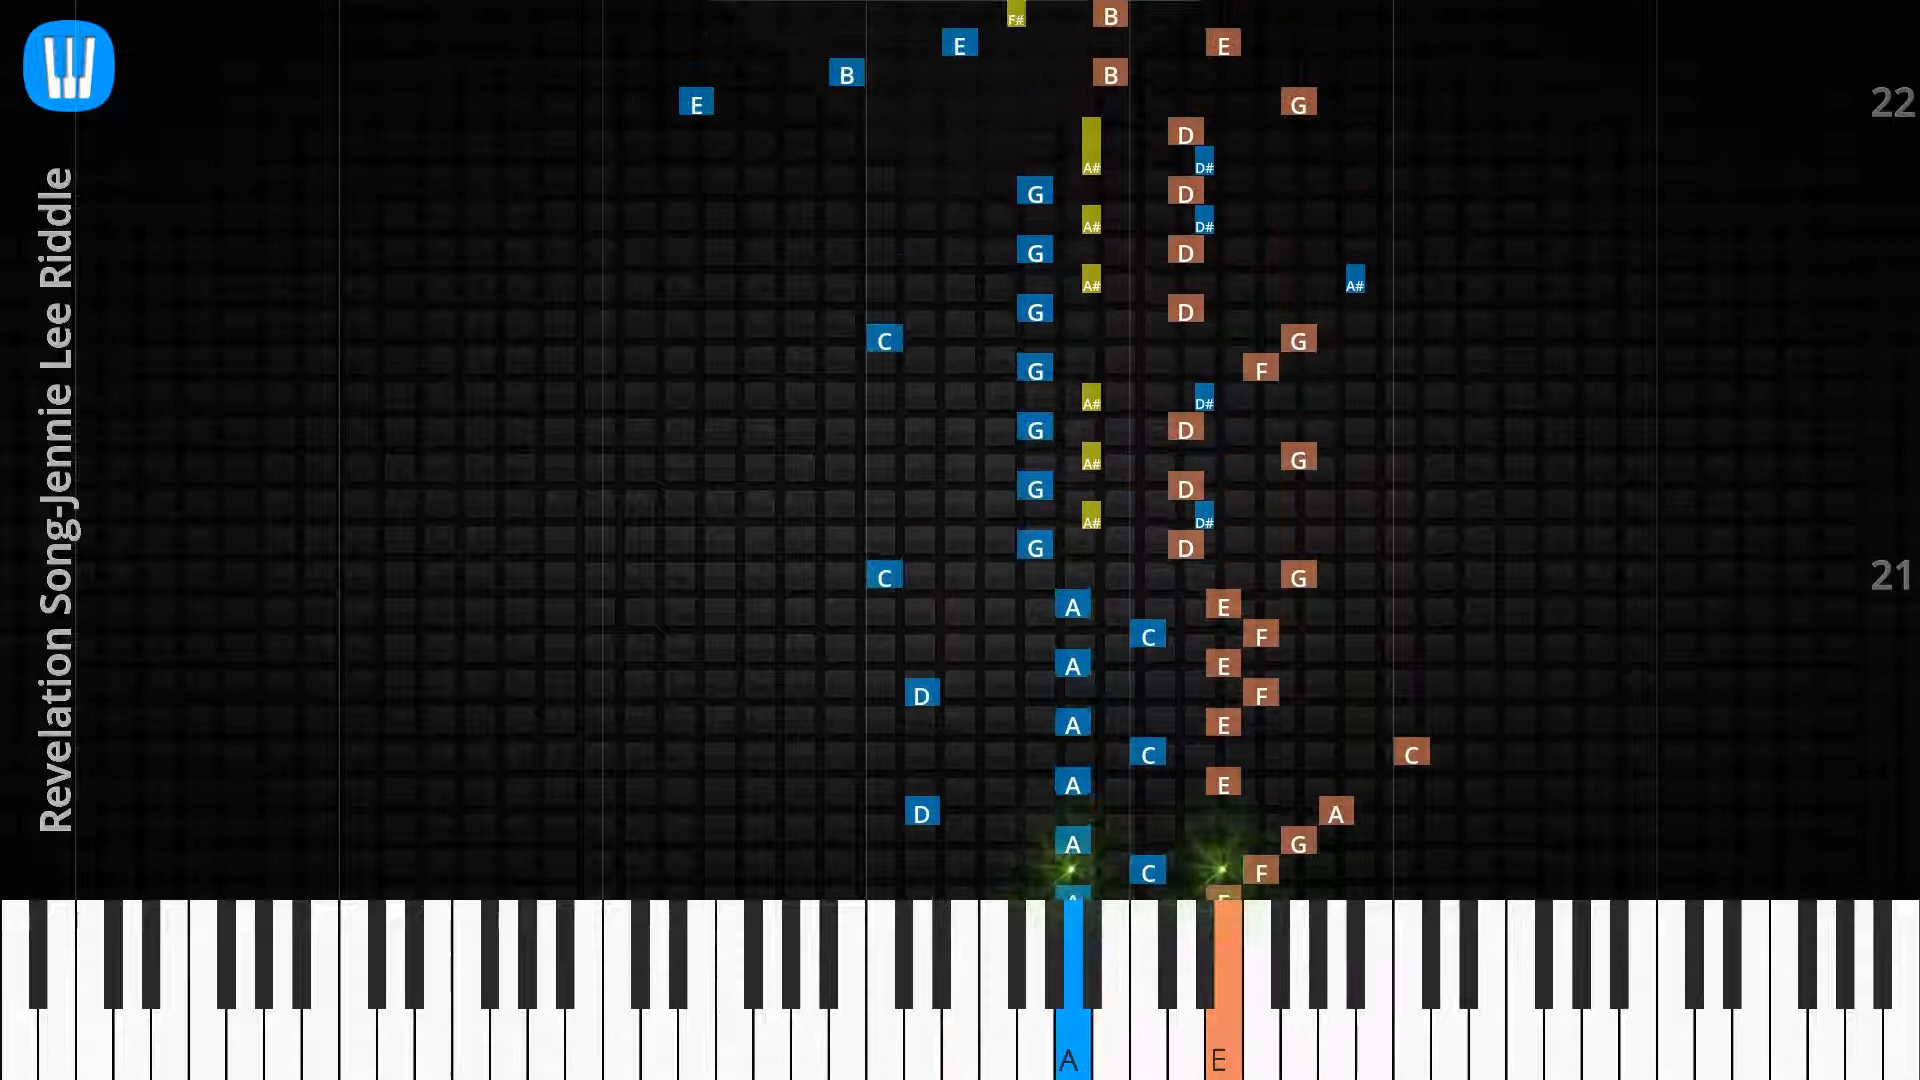 Revelation Song-Jennie Lee Riddle
F# B
E E
B B
E G 22
D
A# D#
G D
A# D#
G D
A# A#
G D
C G
G F
A# D#
G D
A# G
G D
A# D#
G D
C G 21
A E
C F
A E
D F
A E
C C
A E
D A
A G
C F
A E